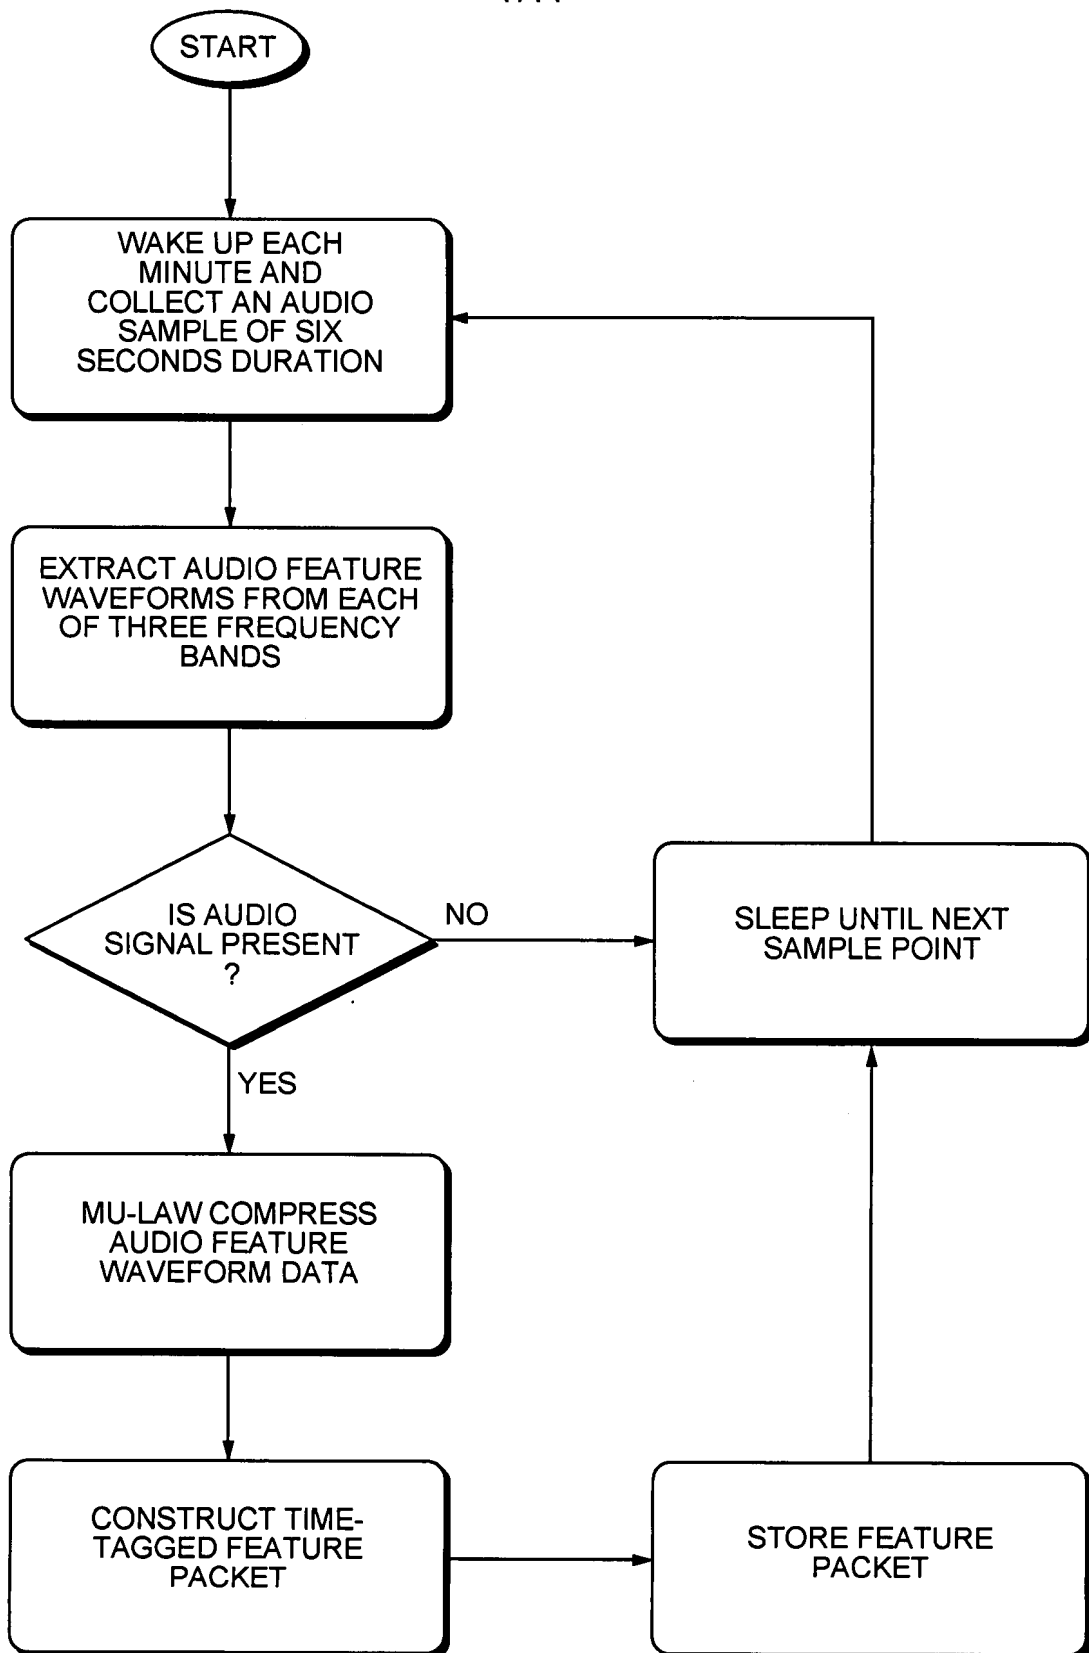 START
WAKE UP EACH
MINUTE AND
COLLECT AN AUDIO
SAMPLE OF SIX
SECONDS DURATION
EXTRACT AUDIO FEATURE
WAVEFORMS FROM EACH
OF THREE FREQUENCY
BANDS
IS AUDIO
SIGNAL PRESENT
?
NO
SLEEP UNTIL NEXT
SAMPLE POINT
YES
MU-LAW COMPRESS
AUDIO FEATURE
WAVEFORM DATA
CONSTRUCT TIME-
TAGGED FEATURE
PACKET
STORE FEATURE
PACKET